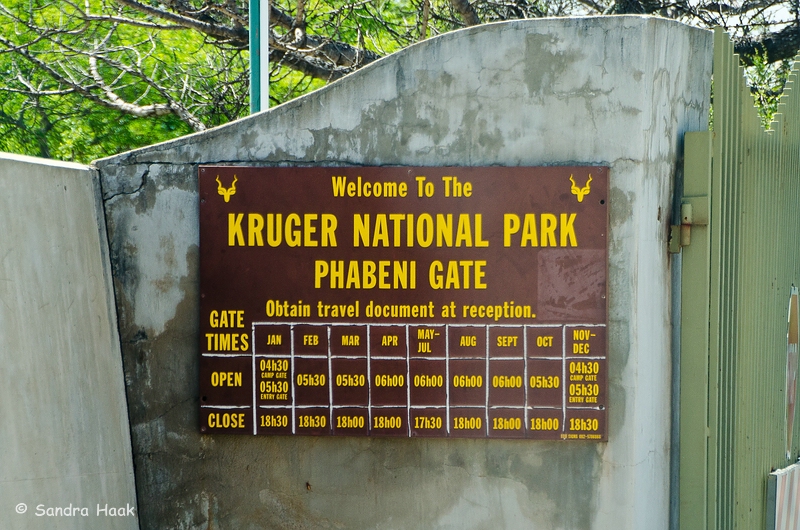 Welcome To The
KRUGER NATIONAL PARK
PHABENI GATE
Obtain travel document at reception.
GATE TIMES JAN FEB MAR APR MAY-JUL AUG SEPT OCT NOV-DEC
OPEN 04h30 CAMP GATE 05h30 ENTRY GATE 05h30 05h30 06h00 06h00 06h00 06h00 05h30 04h30 CAMP GATE 05h30 ENTRY GATE
CLOSE 18h30 18h30 18h00 18h00 17h30 18h00 18h00 18h00 18h30
© Sandra Haak